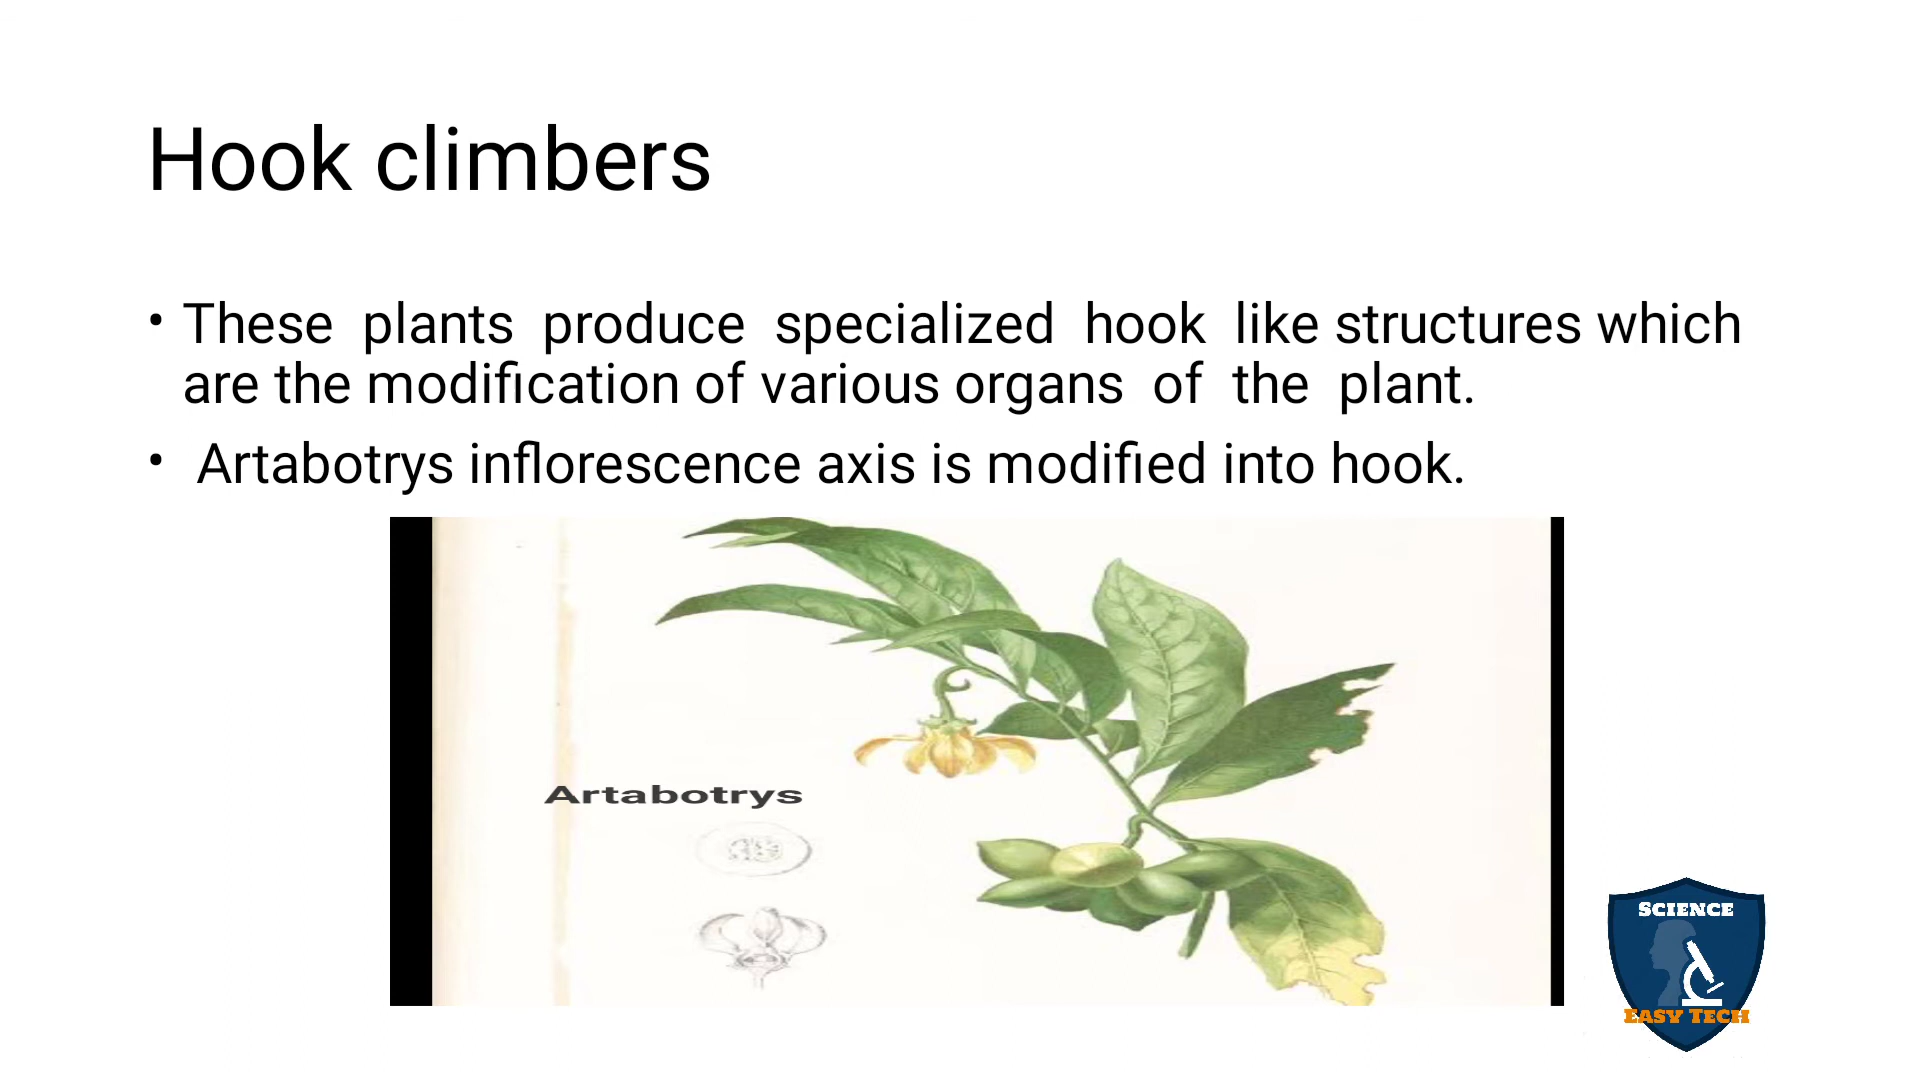 Hook climbers
• These plants produce specialized hook like structures which
are the modification of various organs of the plant.
• Artabotrys inflorescence axis is modified into hook.
Artabotrys
SCIENCE
EASY TECH